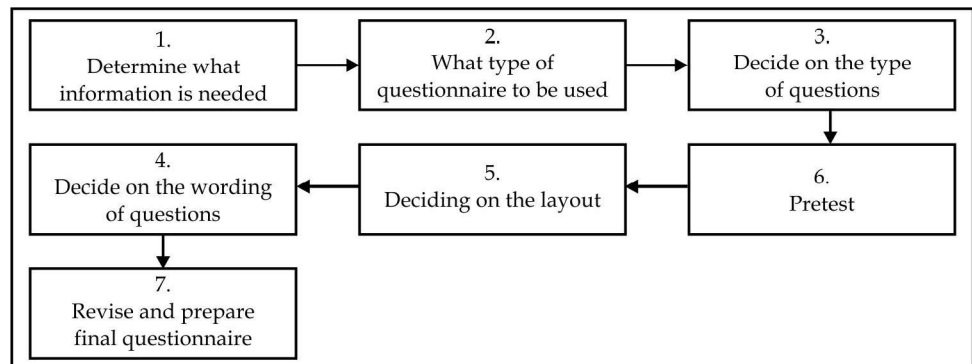 1.
Determine what
information is needed
2.
What type of
questionnaire to be used
3.
Decide on the type
of questions
4.
Decide on the wording
of questions
5.
Deciding on the layout
6.
Pretest
7.
Revise and prepare
final questionnaire